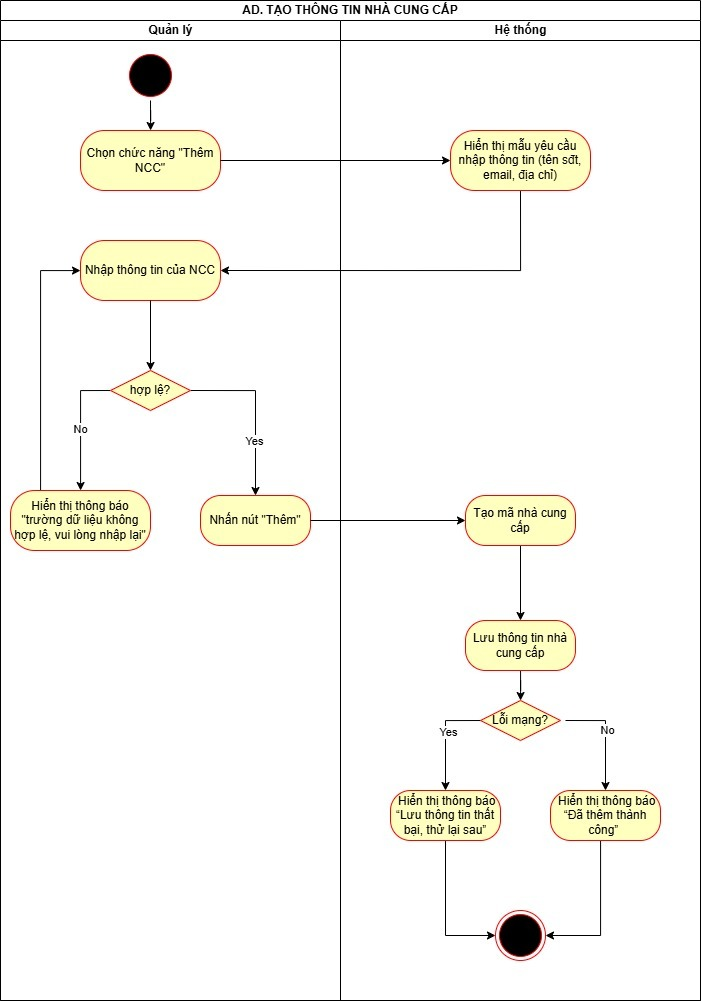 AD. TẠO THÔNG TIN NHÀ CUNG CẤP
Quản lý
Hệ thống
Chọn chức năng "Thêm
NCC"
Hiển thị mẫu yêu cầu
nhập thông tin (tên sđt,
email, địa chỉ)
Nhập thông tin của NCC
hợp lệ?
No
Yes
Hiển thị thông báo
"trường dữ liệu không
hợp lệ, vui lòng nhập lại"
Nhấn nút "Thêm"
Tạo mã nhà cung
cấp
Lưu thông tin nhà
cung cấp
Lỗi mạng?
Yes
No
Hiển thị thông báo
“Lưu thông tin thất
bại, thử lại sau”
Hiển thị thông báo
“Đã thêm thành
công”